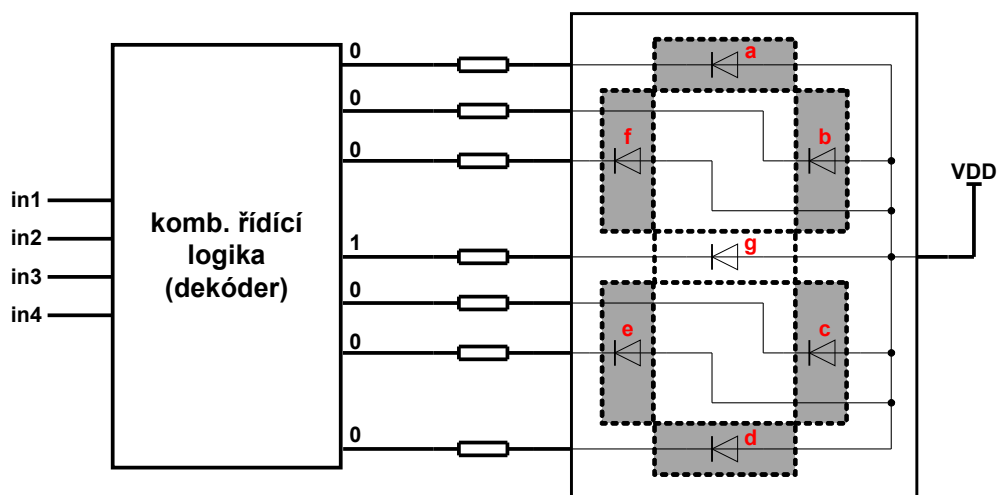 0
a
0
f
b
0
VDD
in1
in2
in3
in4
komb. řídící
logika
(dekóder)
1
g
0
e
c
0
0
d